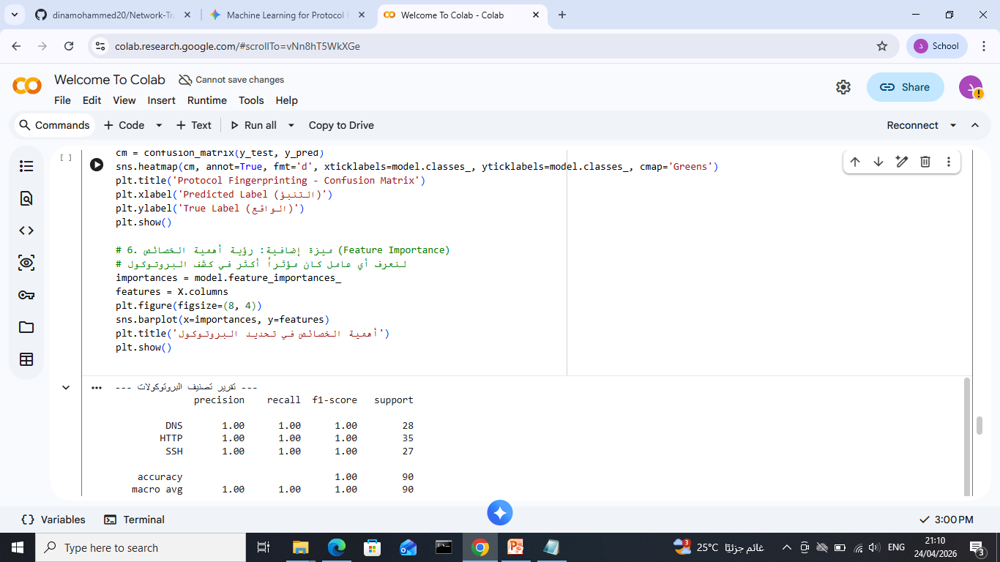 dinamohammed20/Network-Tra
Machine Learning for Protocol F
Welcome To Colab - Colab
colab.research.google.com/#scrollTo=vNn8hT5WkXGe
School
Welcome To Colab
Cannot save changes
File Edit View Insert Runtime Tools Help
Share
د
Commands + Code + Text Run all Copy to Drive
Reconnect
[ ]
cm = confusion_matrix(y_test, y_pred)
sns.heatmap(cm, annot=True, fmt='d', xticklabels=model.classes_, yticklabels=model.classes_, cmap='Greens')
plt.title('Protocol Fingerprinting - Confusion Matrix')
plt.xlabel('Predicted Label (التنبؤ)')
plt.ylabel('True Label (الواقع)')
plt.show()
# 6. ميزة إضافية: رؤية أهمية الخصائص (Feature Importance)
# لنعرف أي عامل كان مؤثراً أكثر في كشف البروتوكول
importances = model.feature_importances_
features = X.columns
plt.figure(figsize=(8, 4))
sns.barplot(x=importances, y=features)
plt.title('أهمية الخصائص في تحديد البروتوكول')
plt.show()
--- تقرير تصنيف البروتوكولات ---
precision recall f1-score support
DNS 1.00 1.00 1.00 28
HTTP 1.00 1.00 1.00 35
SSH 1.00 1.00 1.00 27
accuracy 1.00 90
macro avg 1.00 1.00 1.00 90
Variables Terminal
3:00 PM
Type here to search
3
25°C غائم جزئيًا
ENG
21:10
24/04/2026
3